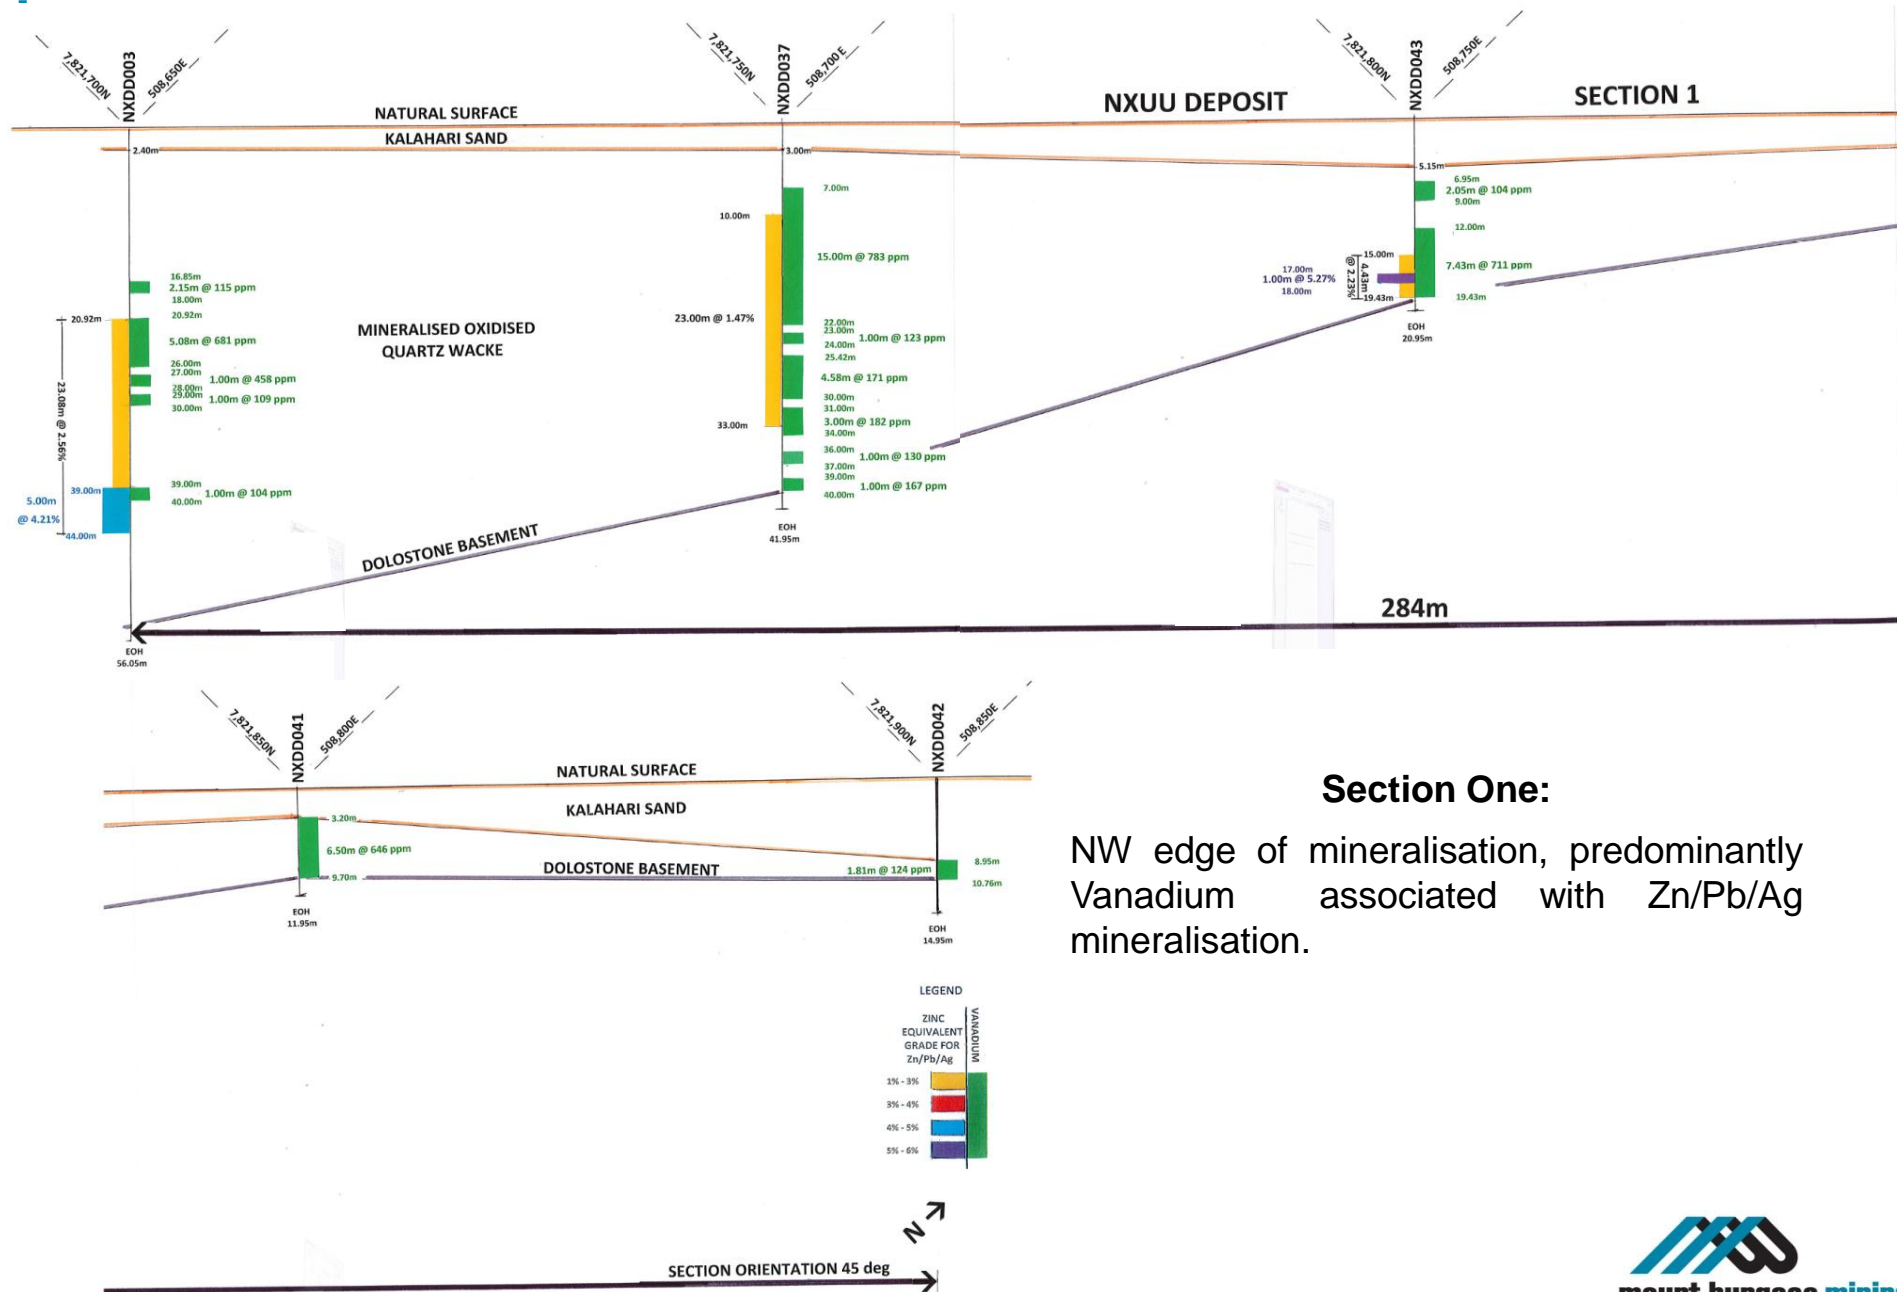 7,821,700N
NXDD003
508,650E
7,821,750N
NXDD037
508,700E
7,821,800N
NXDD043
508,750E
NATURAL SURFACE
KALAHARI SAND
NXUU DEPOSIT
SECTION 1
2.40m
16.85m
2.15m @ 115 ppm
18.00m
20.92m
20.92m
5.08m @ 681 ppm
26.00m
27.00m
1.00m @ 458 ppm
28.00m
29.00m
1.00m @ 109 ppm
30.00m
23.08m @ 2.56%
39.00m
39.00m
1.00m @ 104 ppm
40.00m
5.00m
@ 4.21%
44.00m
EOH
56.05m
MINERALISED OXIDISED
QUARTZ WACKE
DOLOSTONE BASEMENT
3.00m
7.00m
10.00m
15.00m @ 783 ppm
23.00m @ 1.47%
22.00m
23.00m
1.00m @ 123 ppm
24.00m
25.42m
4.58m @ 171 ppm
30.00m
31.00m
3.00m @ 182 ppm
33.00m
34.00m
36.00m
1.00m @ 130 ppm
37.00m
39.00m
1.00m @ 167 ppm
40.00m
EOH
41.95m
5.15m
6.95m
2.05m @ 104 ppm
9.00m
12.00m
15.00m
4.43m
@ 2.23%
17.00m
1.00m @ 5.27%
18.00m
7.43m @ 711 ppm
19.43m
19.43m
EOH
20.95m
284m
7,821,850N
NXDD041
508,800E
7,821,900N
NXDD042
508,850E
NATURAL SURFACE
KALAHARI SAND
3.20m
6.50m @ 646 ppm
9.70m
DOLOSTONE BASEMENT
1.81m @ 124 ppm
8.95m
10.76m
EOH
11.95m
EOH
14.95m
Section One:
NW edge of mineralisation, predominantly
Vanadium associated with Zn/Pb/Ag
mineralisation.
LEGEND
ZINC
EQUIVALENT
GRADE FOR
Zn/Pb/Ag
VANADIUM
1% - 3%
3% - 4%
4% - 5%
5% - 6%
N
SECTION ORIENTATION 45 deg
mount burgess mining